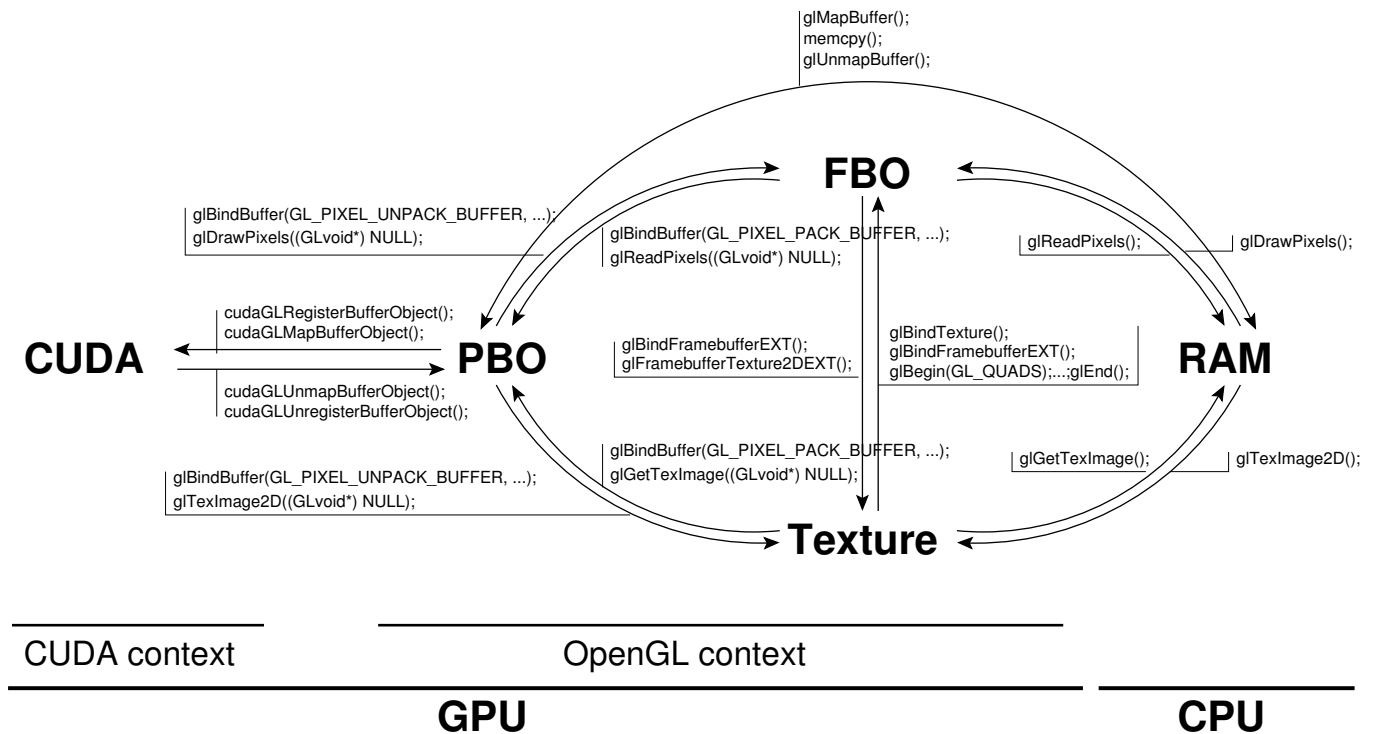 glMapBuffer();
memcpy();
glUnmapBuffer();
FBO
glBindBuffer(GL_PIXEL_UNPACK_BUFFER, ...);
glDrawPixels((GLvoid*) NULL);
glBindBuffer(GL_PIXEL_PACK_BUFFER, ...);
glReadPixels((GLvoid*) NULL);
glReadPixels();
glDrawPixels();
cudaGLRegisterBufferObject();
cudaGLMapBufferObject();
CUDA
PBO
glBindFramebufferEXT();
glFramebufferTexture2DEXT();
glBindTexture();
glBindFramebufferEXT();
glBegin(GL_QUADS);...;glEnd();
RAM
cudaGLUnmapBufferObject();
cudaGLUnregisterBufferObject();
glBindBuffer(GL_PIXEL_UNPACK_BUFFER, ...);
glTexImage2D((GLvoid*) NULL);
glBindBuffer(GL_PIXEL_PACK_BUFFER, ...);
glGetTexImage((GLvoid*) NULL);
glGetTexImage();
glTexImage2D();
Texture
CUDA context
OpenGL context
GPU
CPU